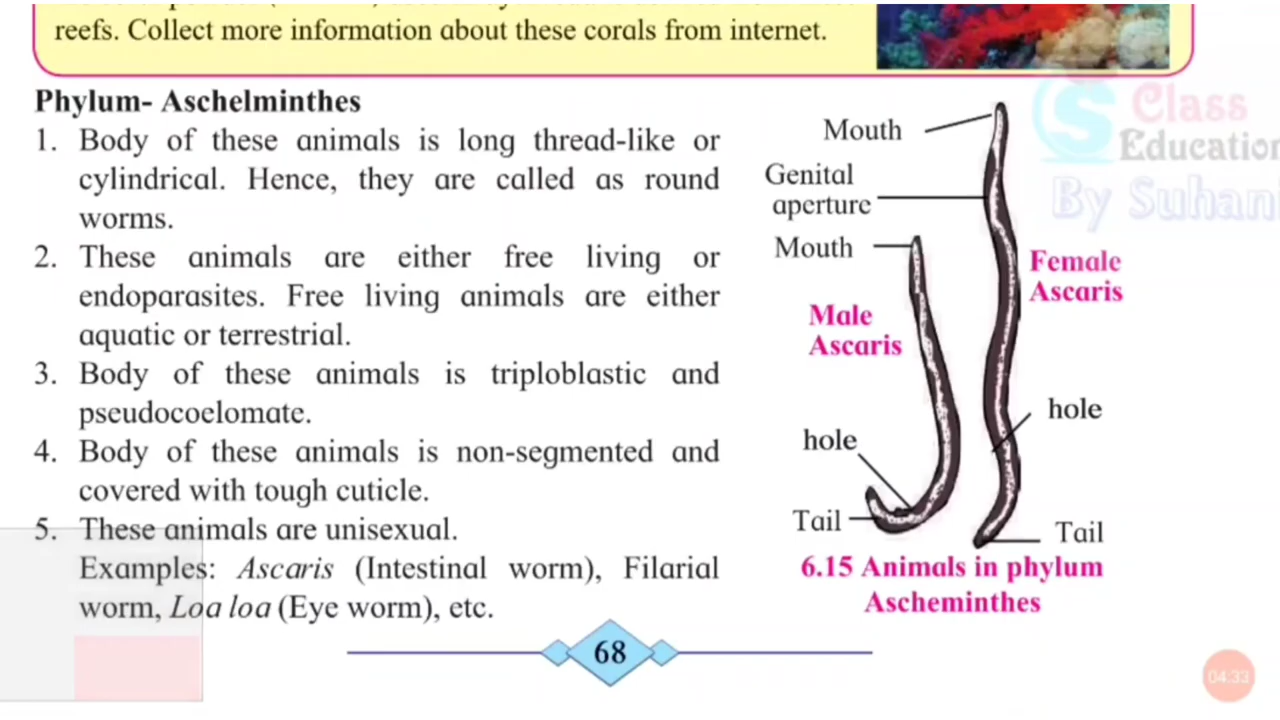 reefs. Collect more information about these corals from internet.
Phylum- Aschelminthes
1. Body of these animals is long thread-like or
cylindrical. Hence, they are called as round
worms.
2. These animals are either free living or
endoparasites. Free living animals are either
aquatic or terrestrial.
3. Body of these animals is triploblastic and
pseudocoelomate.
4. Body of these animals is non-segmented and
covered with tough cuticle.
5. These animals are unisexual.
Examples: Ascaris (Intestinal worm), Filarial
worm, Loa loa (Eye worm), etc.
Mouth
Genital
aperture
Mouth
Female
Ascaris
Male
Ascaris
hole
hole
Tail
Tail
6.15 Animals in phylum
Ascheminthes
68
S Class
Education
By Suhani
04:33